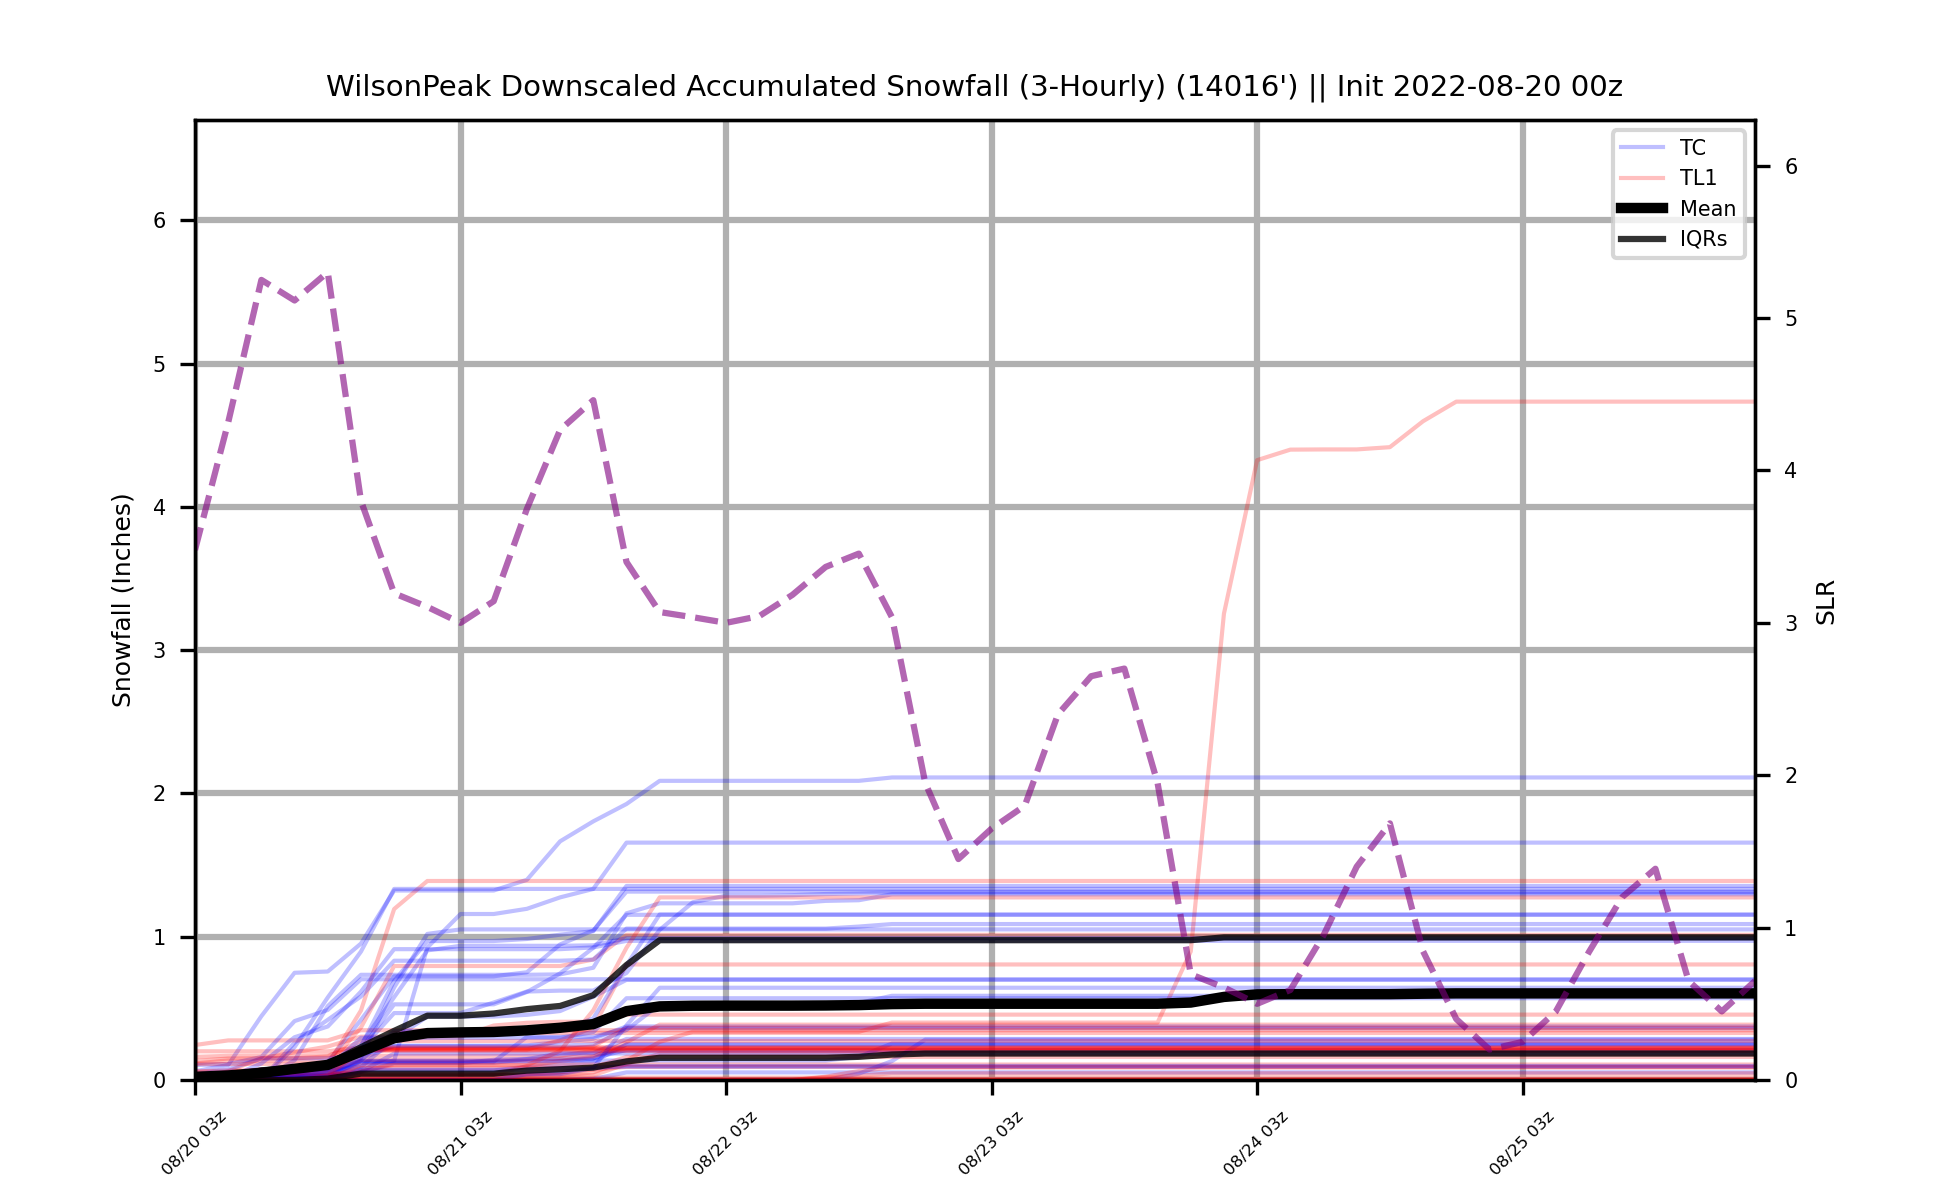 WilsonPeak Downscaled Accumulated Snowfall (3-Hourly) (14016') || Init 2022-08-20 00z
TC
TL1
Mean
IQRs
6
5
4
3
2
1
0
Snowfall (Inches)
6
5
4
3
2
1
0
SLR
08/20 03z
08/21 03z
08/22 03z
08/23 03z
08/24 03z
08/25 03z